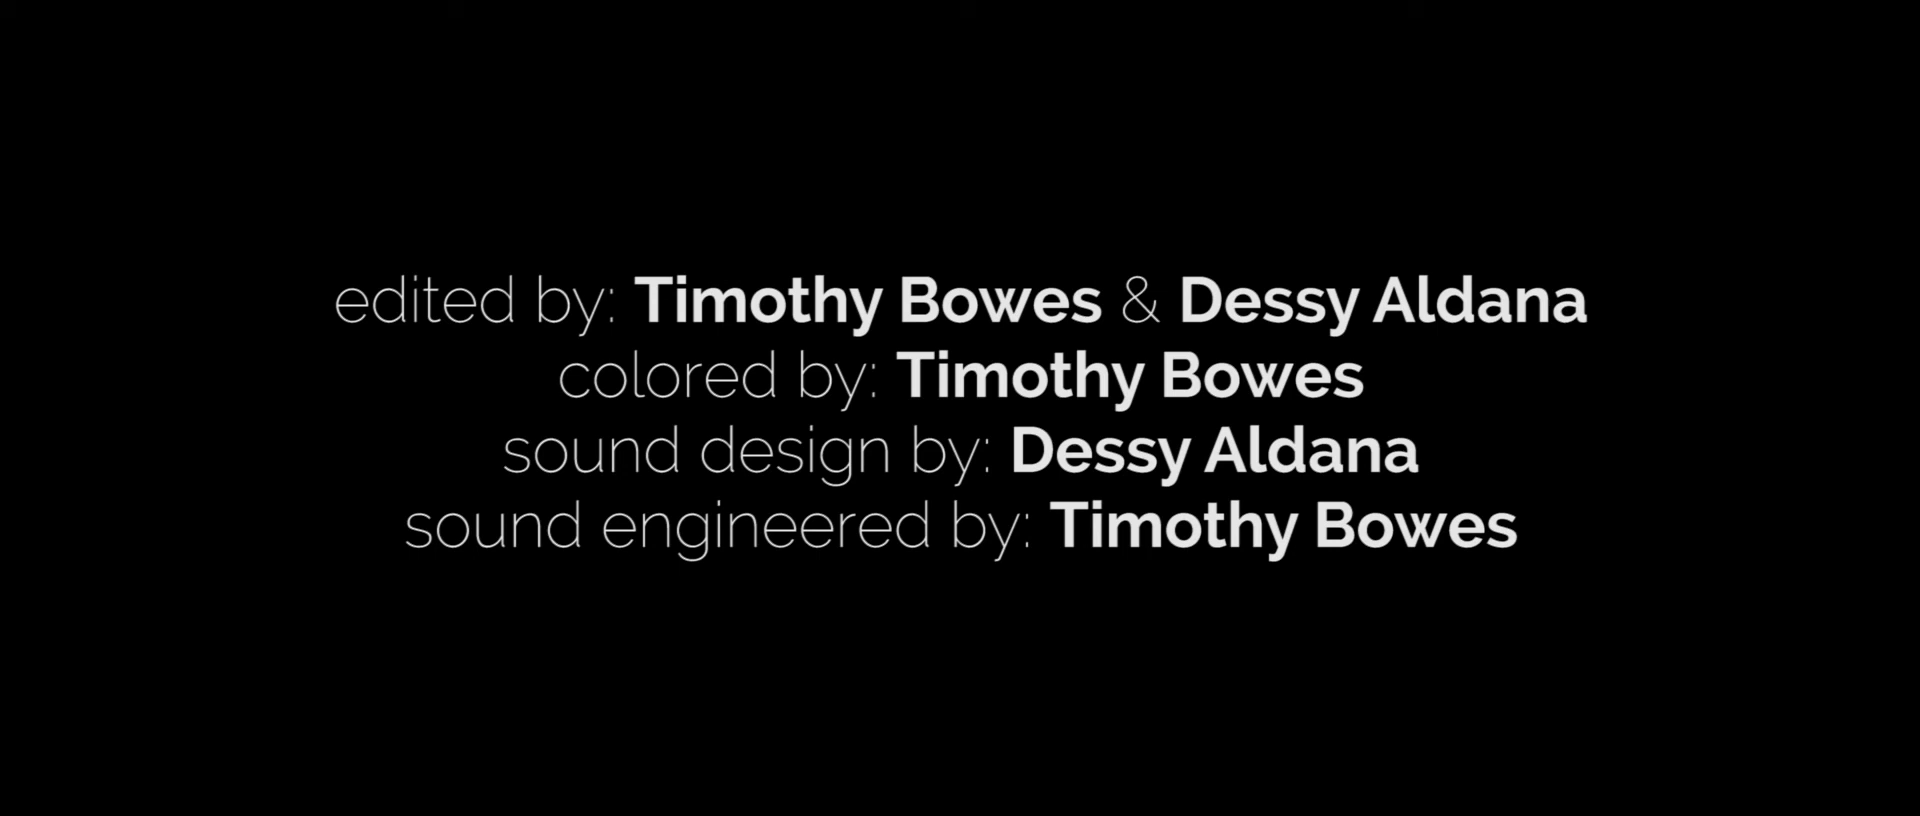 edited by: Timothy Bowes & Dessy Aldana
colored by: Timothy Bowes
sound design by: Dessy Aldana
sound engineered by: Timothy Bowes